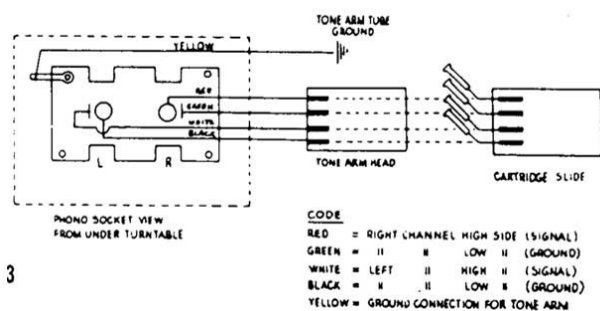 TONE ARM TUBE
GROUND
YELLOW
RED
GREEN
WHITE
BLACK
L R
TONE ARM HEAD
CARTRIDGE SLIDE
PHONO SOCKET VIEW
FROM UNDER TURNTABLE
CODE
RED = RIGHT CHANNEL HIGH SIDE (SIGNAL)
GREEN = " " LOW " (GROUND)
WHITE = LEFT " HIGH " (SIGNAL)
BLACK = " " LOW " (GROUND)
YELLOW = GROUND CONNECTION FOR TONE ARM
3